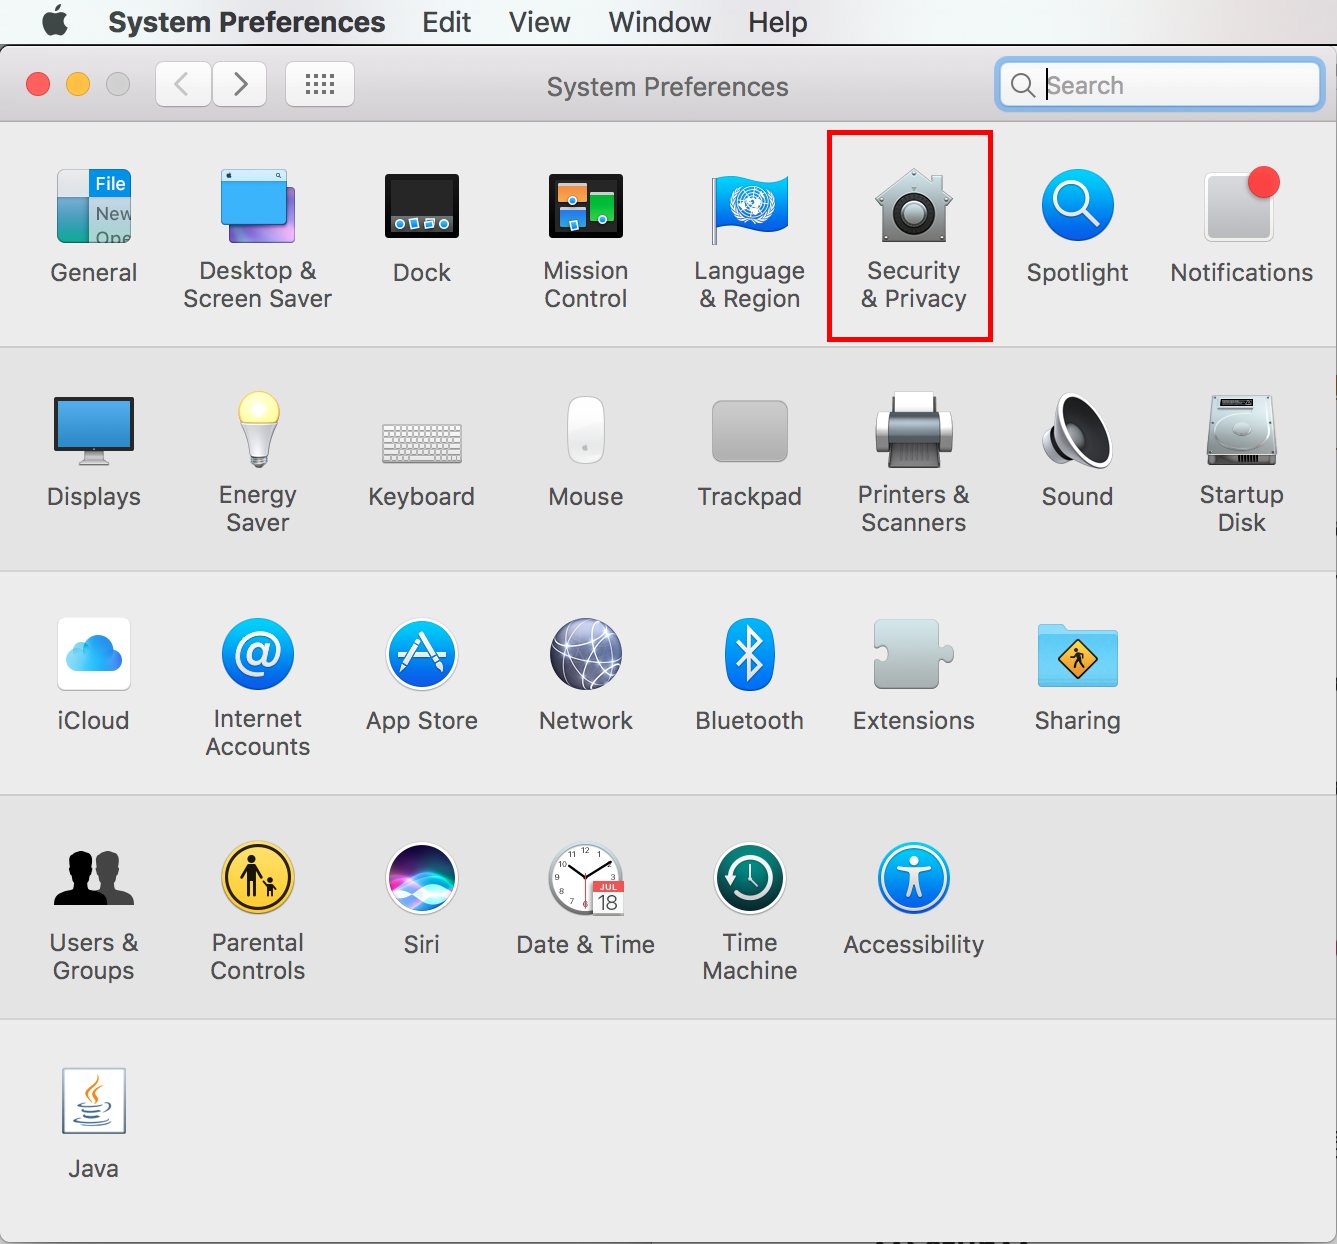 System Preferences Edit View Window Help
System Preferences
Search
File
New
Ope
General
Desktop &
Screen Saver
Dock
Mission
Control
Language
& Region
Security
& Privacy
Spotlight
Notifications
Displays
Energy
Saver
Keyboard
Mouse
Trackpad
Printers &
Scanners
Sound
Startup
Disk
iCloud
@
Internet
Accounts
App Store
Network
Bluetooth
Extensions
Sharing
Users &
Groups
Parental
Controls
Siri
JUL
18
Date & Time
Time
Machine
Accessibility
Java